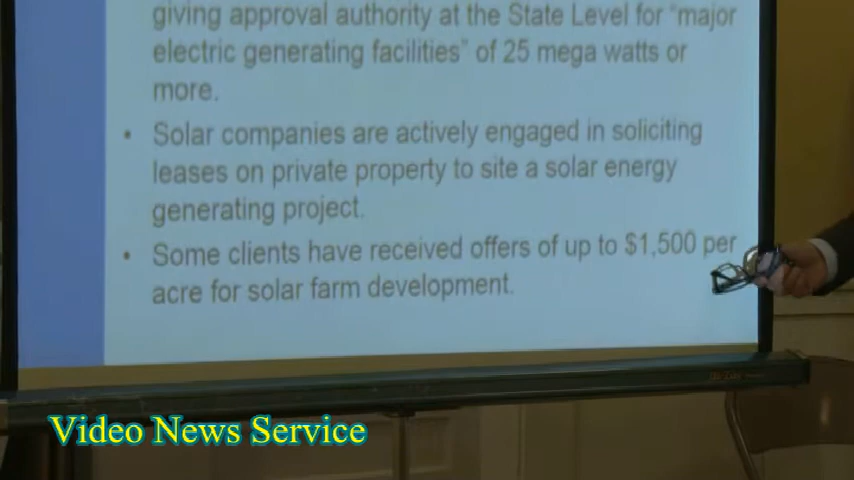 giving approval authority at the State Level for "major
electric generating facilities" of 25 mega watts or
more.
• Solar companies are actively engaged in soliciting
leases on private property to site a solar energy
generating project.
• Some clients have received offers of up to $1,500 per
acre for solar farm development.
Video News Service